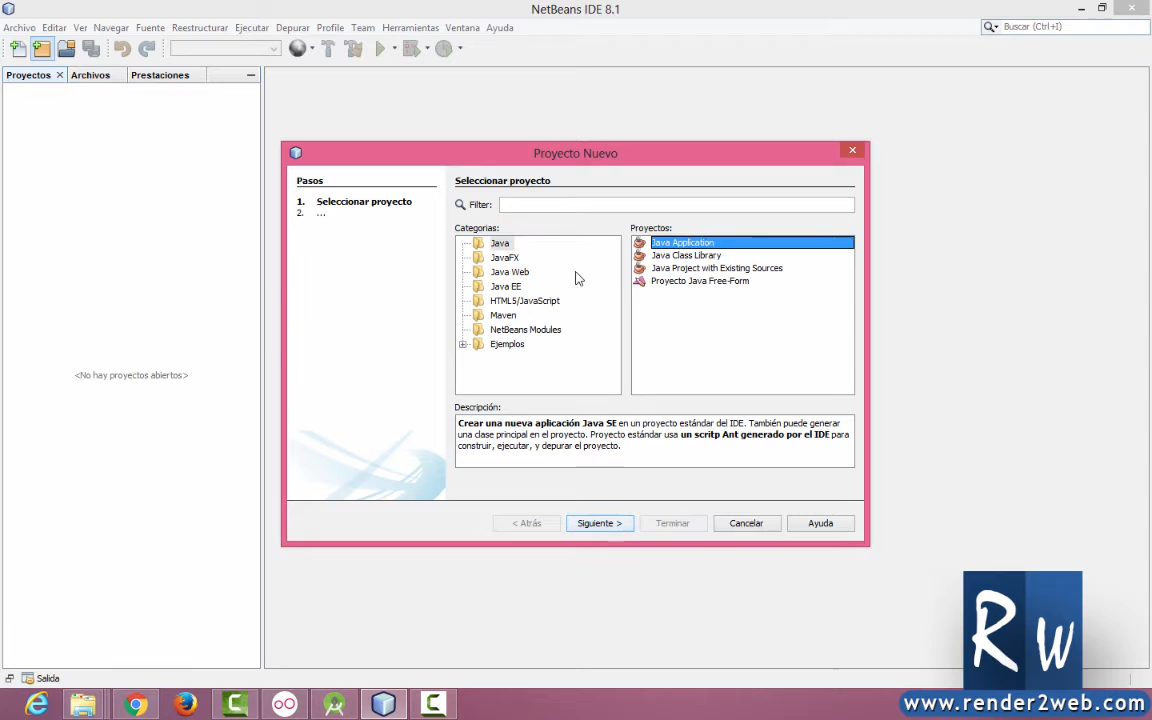 NetBeans IDE 8.1
Archivo Editar Ver Navegar Fuente Reestructurar Ejecutar Depurar Profile Team Herramientas Ventana Ayuda
Buscar (Ctrl+I)
Proyectos Archivos Prestaciones
<No hay proyectos abiertos>
Proyecto Nuevo
Pasos
1. Seleccionar proyecto
2. ...
Seleccionar proyecto
Filter:
Categorias:
Java
JavaFX
Java Web
Java EE
HTML5/JavaScript
Maven
NetBeans Modules
Ejemplos
Proyectos:
Java Application
Java Class Library
Java Project with Existing Sources
Proyecto Java Free-Form
Descripción:
Crear una nueva aplicación Java SE en un proyecto estándar del IDE. También puede generar
una clase principal en el proyecto. Proyecto estándar usa un scritp Ant generado por el IDE para
construir, ejecutar, y depurar el proyecto.
< Atrás Siguiente > Terminar Cancelar Ayuda
Salida
RW
www.render2web.com